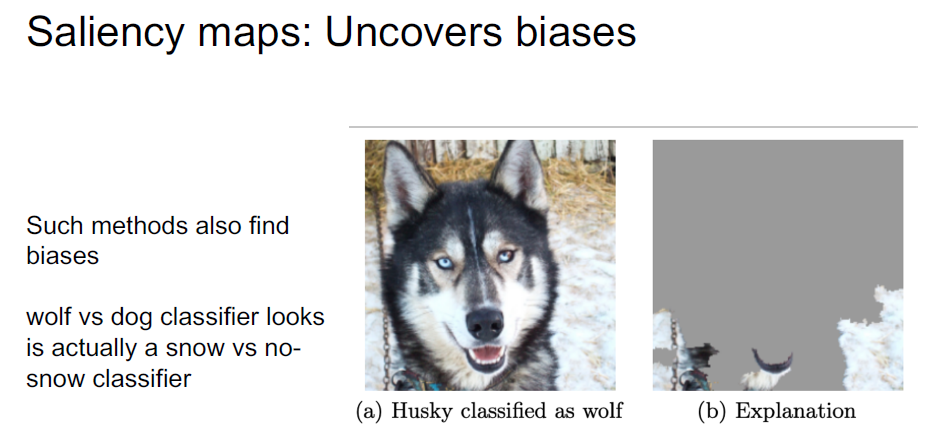 Saliency maps: Uncovers biases
Such methods also find
biases
wolf vs dog classifier looks
is actually a snow vs no-
snow classifier
(a) Husky classified as wolf
(b) Explanation